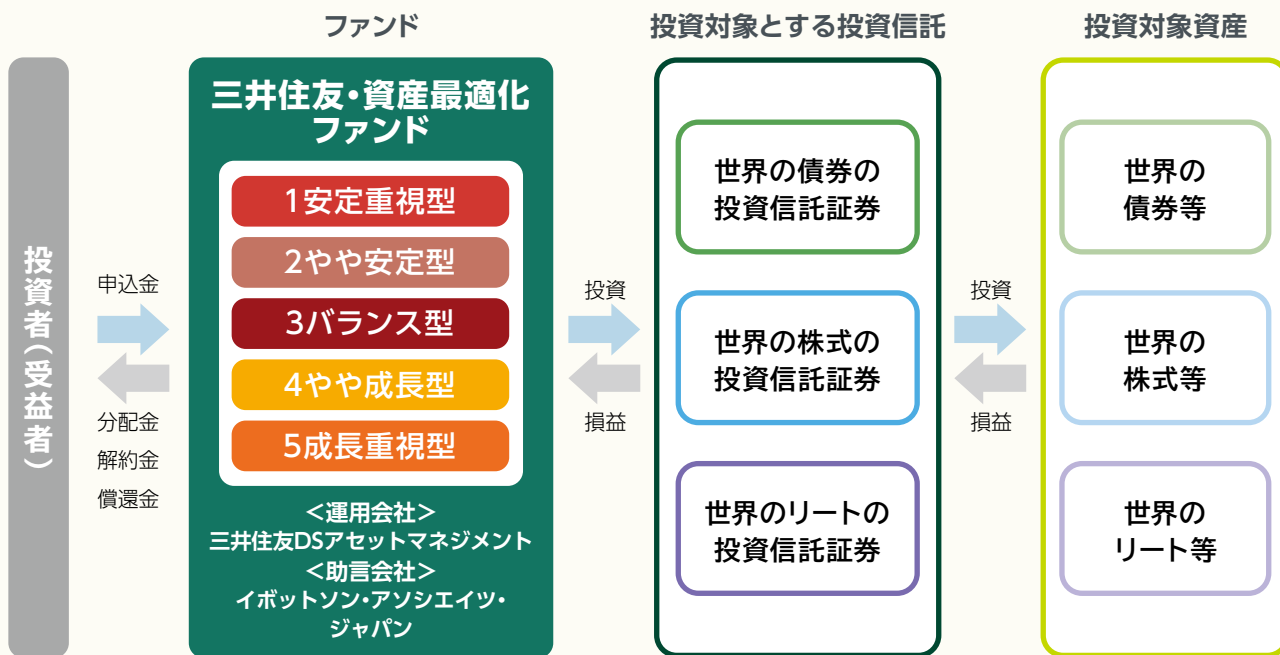 ファンド
投資対象とする投資信託
投資対象資産
投資者(受益者)
申込金
分配金
解約金
償還金
三井住友・資産最適化
ファンド
1安定重視型
2やや安定型
3バランス型
4やや成長型
5成長重視型
<運用会社>
三井住友DSアセットマネジメント
<助言会社>
イボットソン・アソシエイツ・
ジャパン
投資
損益
世界の債券の
投資信託証券
世界の株式の
投資信託証券
世界のリートの
投資信託証券
投資
損益
世界の
債券等
世界の
株式等
世界の
リート等